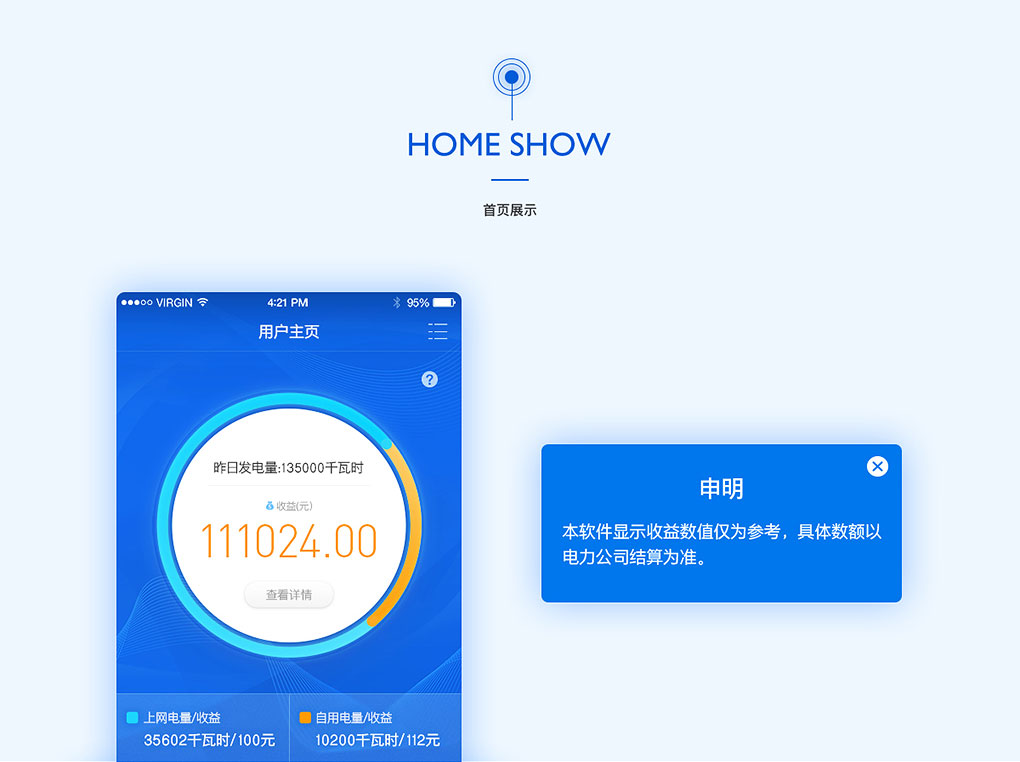 HOME SHOW
首页展示
VIRGIN 4:21 PM 95%
用户主页
?
昨日发电量:135000千瓦时
收益(元)
111024.00
查看详情
上网电量/收益
35602千瓦时/100元
自用电量/收益
10200千瓦时/112元
申明
本软件显示收益数值仅为参考，具体数额以
电力公司结算为准。